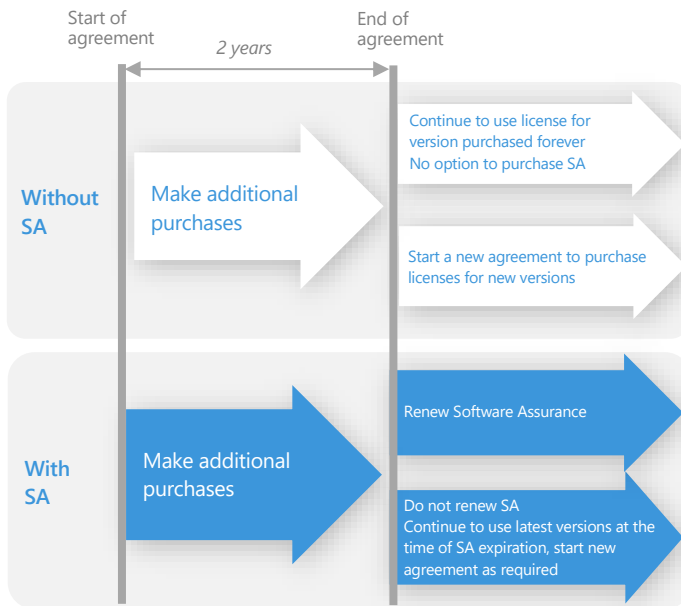 Start of
agreement
End of
agreement
2 years
Without
SA
Make additional
purchases
Continue to use license for
version purchased forever
No option to purchase SA
Start a new agreement to purchase
licenses for new versions
With
SA
Make additional
purchases
Renew Software Assurance
Do not renew SA
Continue to use latest versions at the
time of SA expiration, start new
agreement as required